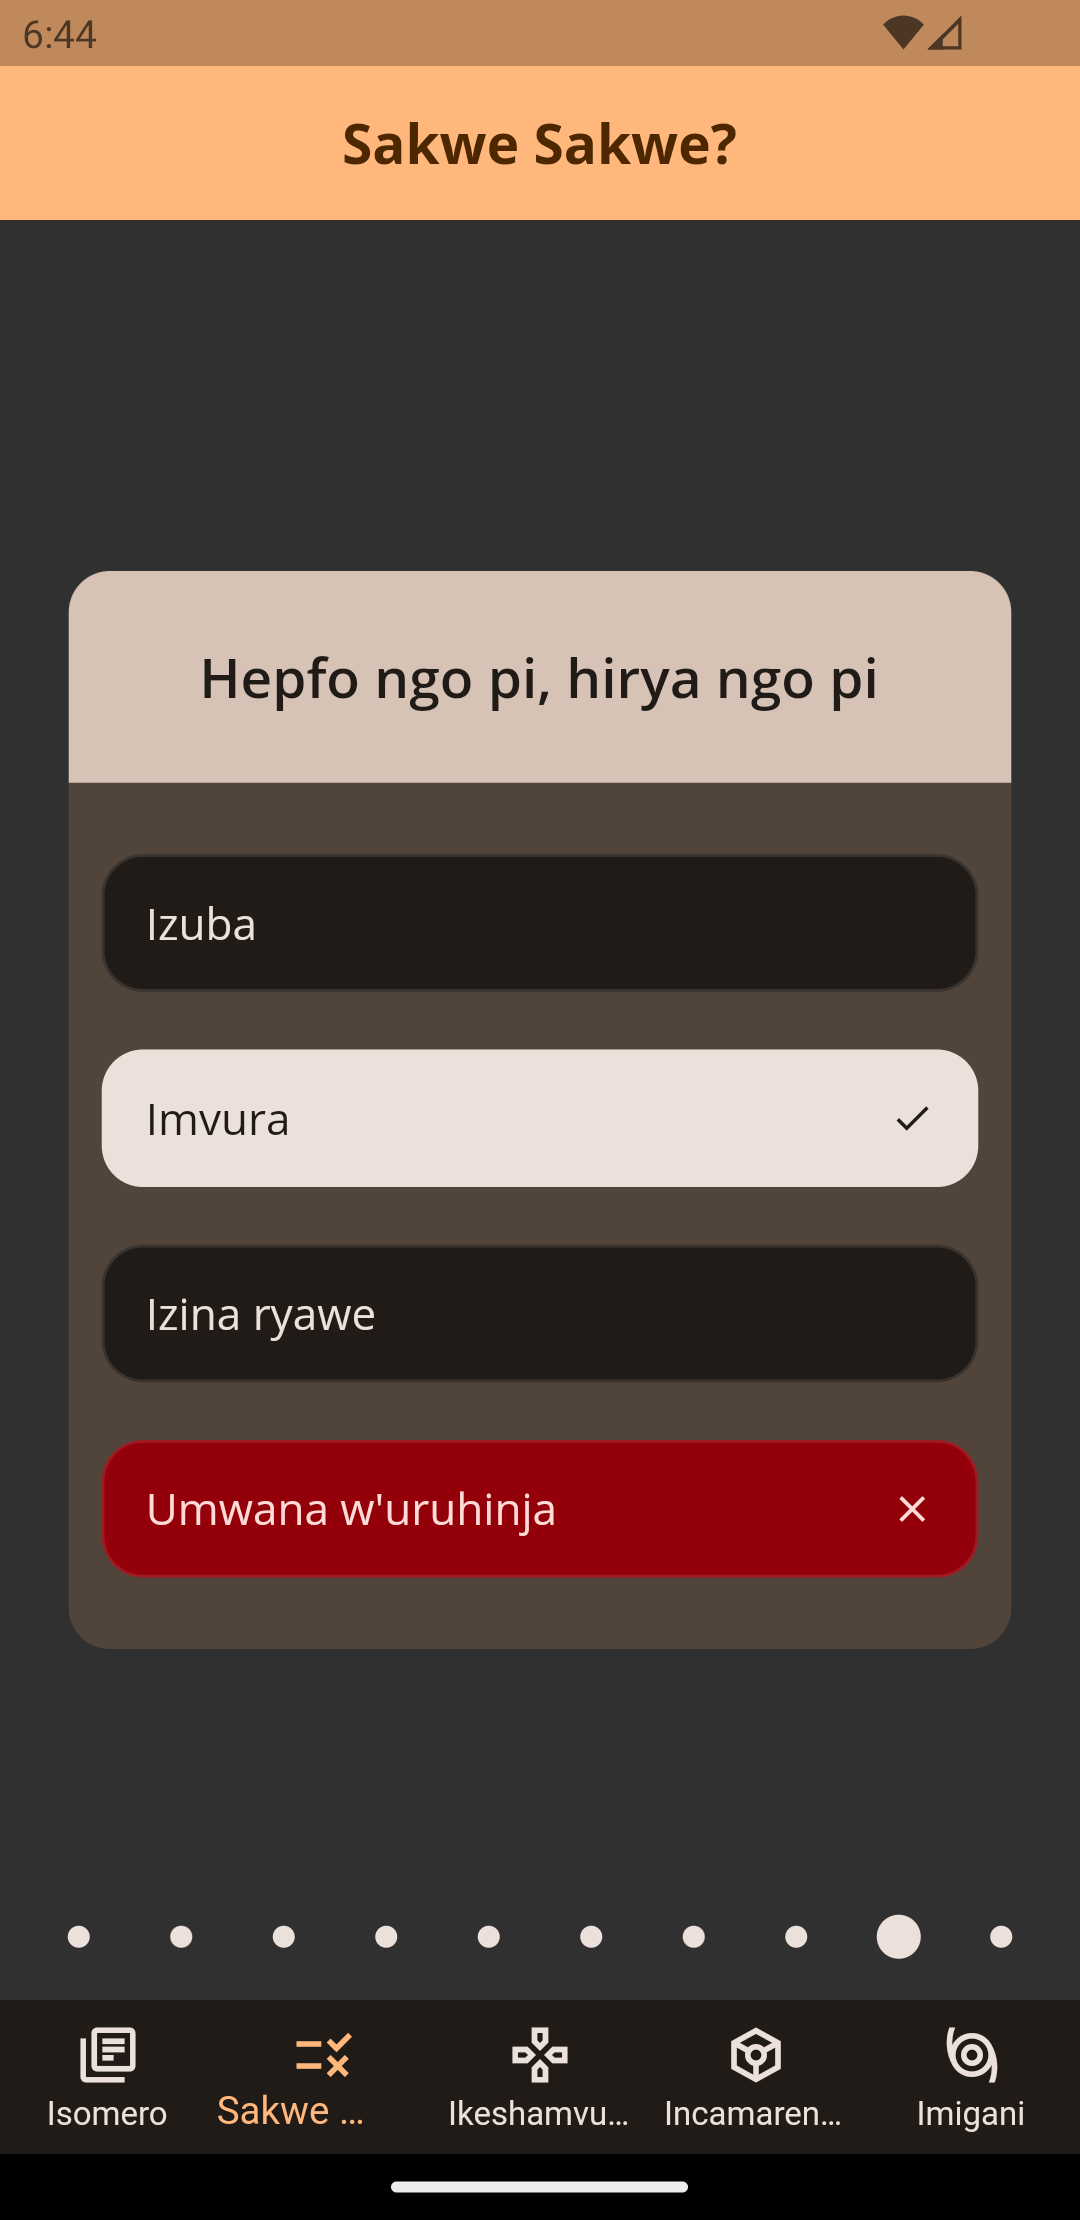 6:44
Sakwe Sakwe?
Hepfo ngo pi, hirya ngo pi
Izuba
Imvura
Izina ryawe
Umwana w'uruhinja
Isomero
Sakwe ...
Ikeshamvu...
Incamaren...
Imigani